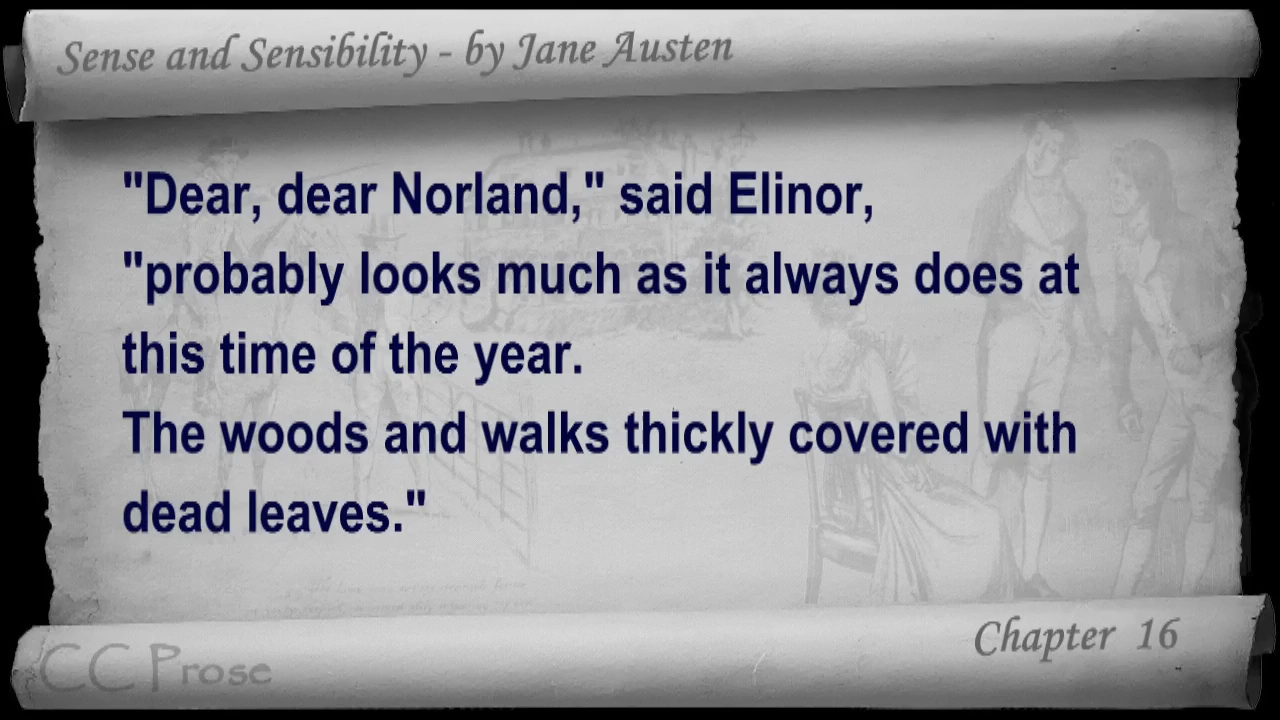 Sense and Sensibility - by Jane Austen
"Dear, dear Norland," said Elinor,
"probably looks much as it always does at
this time of the year.
The woods and walks thickly covered with
dead leaves."
Chapter 16
CC Prose